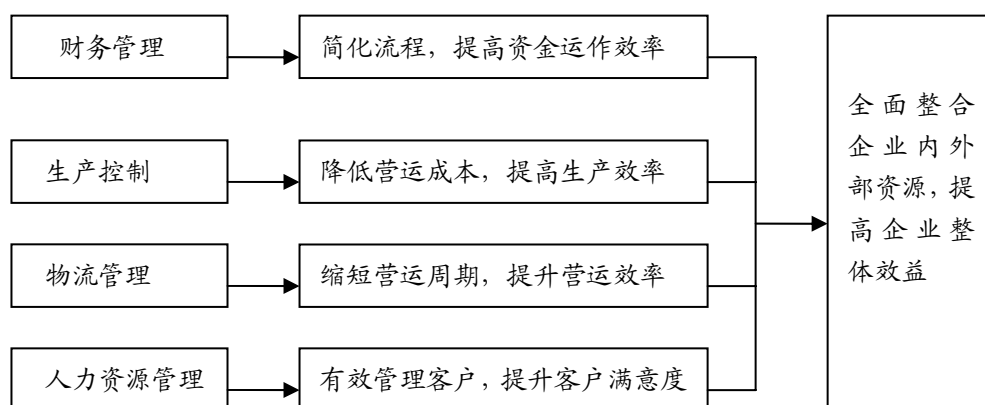 财务管理
简化流程，提高资金运作效率
生产控制
降低营运成本，提高生产效率
物流管理
缩短营运周期，提升营运效率
人力资源管理
有效管理客户，提升客户满意度
全面整合
企业内外
部资源，提
高企业整
体效益